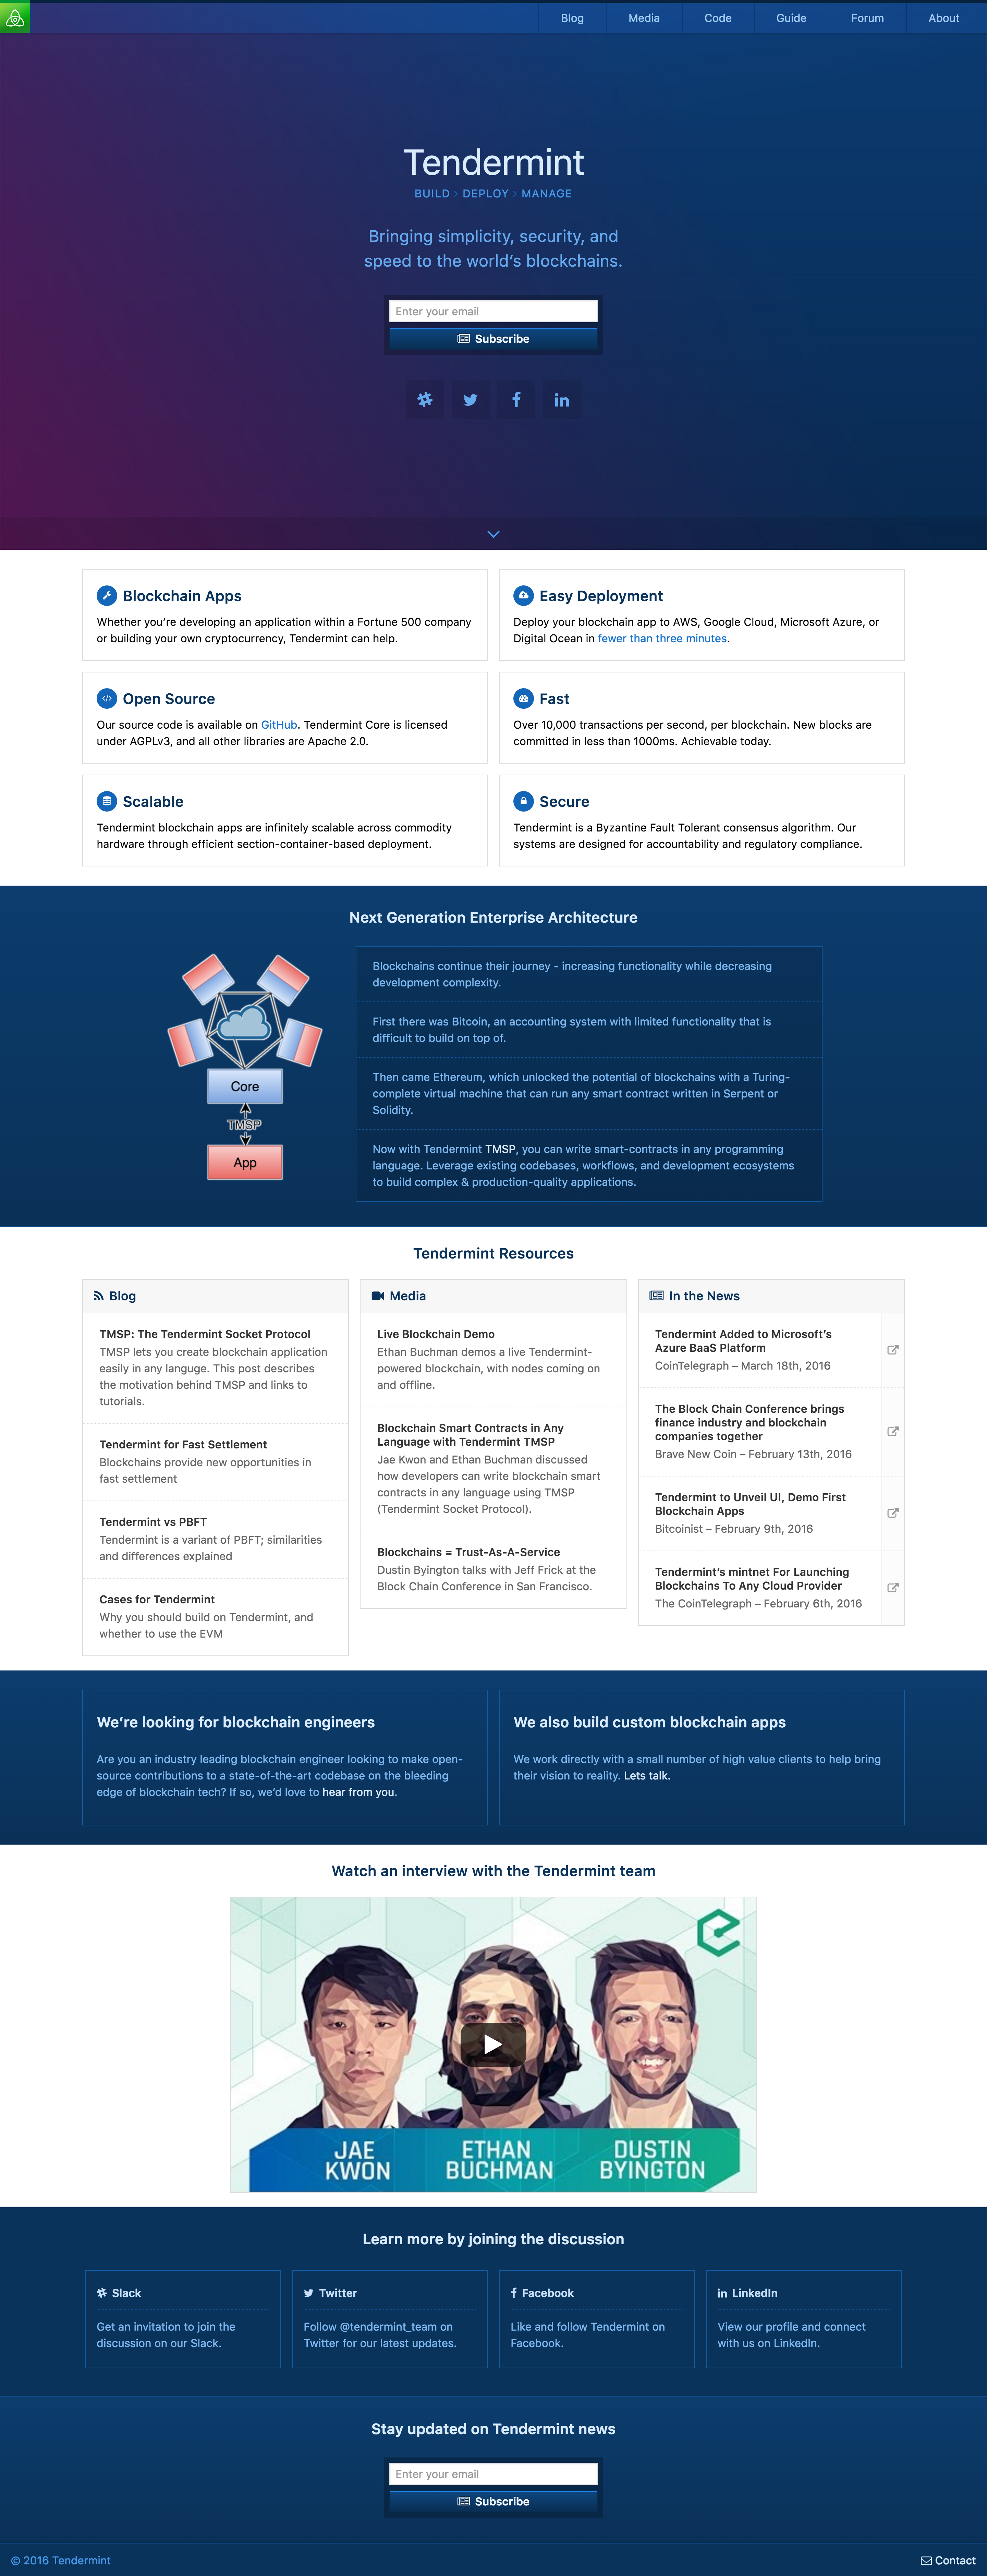 Blog
Media
Code
Guide
Forum
About
Tendermint
BUILD › DEPLOY › MANAGE
Bringing simplicity, security, and
speed to the world’s blockchains.
Enter your email
Subscribe
Blockchain Apps
Whether you’re developing an application within a Fortune 500 company
or building your own cryptocurrency, Tendermint can help.
Easy Deployment
Deploy your blockchain app to AWS, Google Cloud, Microsoft Azure, or
Digital Ocean in fewer than three minutes.
Open Source
Our source code is available on GitHub. Tendermint Core is licensed
under AGPLv3, and all other libraries are Apache 2.0.
Fast
Over 10,000 transactions per second, per blockchain. New blocks are
committed in less than 1000ms. Achievable today.
Scalable
Tendermint blockchain apps are infinitely scalable across commodity
hardware through efficient section-container-based deployment.
Secure
Tendermint is a Byzantine Fault Tolerant consensus algorithm. Our
systems are designed for accountability and regulatory compliance.
Next Generation Enterprise Architecture
Core
TMSP
App
Blockchains continue their journey - increasing functionality while decreasing
development complexity.
First there was Bitcoin, an accounting system with limited functionality that is
difficult to build on top of.
Then came Ethereum, which unlocked the potential of blockchains with a Turing-
complete virtual machine that can run any smart contract written in Serpent or
Solidity.
Now with Tendermint TMSP, you can write smart-contracts in any programming
language. Leverage existing codebases, workflows, and development ecosystems
to build complex & production-quality applications.
Tendermint Resources
Blog
TMSP: The Tendermint Socket Protocol
TMSP lets you create blockchain application
easily in any languge. This post describes
the motivation behind TMSP and links to
tutorials.
Tendermint for Fast Settlement
Blockchains provide new opportunities in
fast settlement
Tendermint vs PBFT
Tendermint is a variant of PBFT; similarities
and differences explained
Cases for Tendermint
Why you should build on Tendermint, and
whether to use the EVM
Media
Live Blockchain Demo
Ethan Buchman demos a live Tendermint-
powered blockchain, with nodes coming on
and offline.
Blockchain Smart Contracts in Any
Language with Tendermint TMSP
Jae Kwon and Ethan Buchman discussed
how developers can write blockchain smart
contracts in any language using TMSP
(Tendermint Socket Protocol).
Blockchains = Trust-As-A-Service
Dustin Byington talks with Jeff Frick at the
Block Chain Conference in San Francisco.
In the News
Tendermint Added to Microsoft’s
Azure BaaS Platform
CoinTelegraph – March 18th, 2016
The Block Chain Conference brings
finance industry and blockchain
companies together
Brave New Coin – February 13th, 2016
Tendermint to Unveil UI, Demo First
Blockchain Apps
Bitcoinist – February 9th, 2016
Tendermint’s mintnet For Launching
Blockchains To Any Cloud Provider
The CoinTelegraph – February 6th, 2016
We’re looking for blockchain engineers
Are you an industry leading blockchain engineer looking to make open-
source contributions to a state-of-the-art codebase on the bleeding
edge of blockchain tech? If so, we’d love to hear from you.
We also build custom blockchain apps
We work directly with a small number of high value clients to help bring
their vision to reality. Lets talk.
Watch an interview with the Tendermint team
JAE
KWON
ETHAN
BUCHMAN
DUSTIN
BYINGTON
Learn more by joining the discussion
Slack
Get an invitation to join the
discussion on our Slack.
Twitter
Follow @tendermint_team on
Twitter for our latest updates.
Facebook
Like and follow Tendermint on
Facebook.
LinkedIn
View our profile and connect
with us on LinkedIn.
Stay updated on Tendermint news
Enter your email
Subscribe
© 2016 Tendermint
Contact